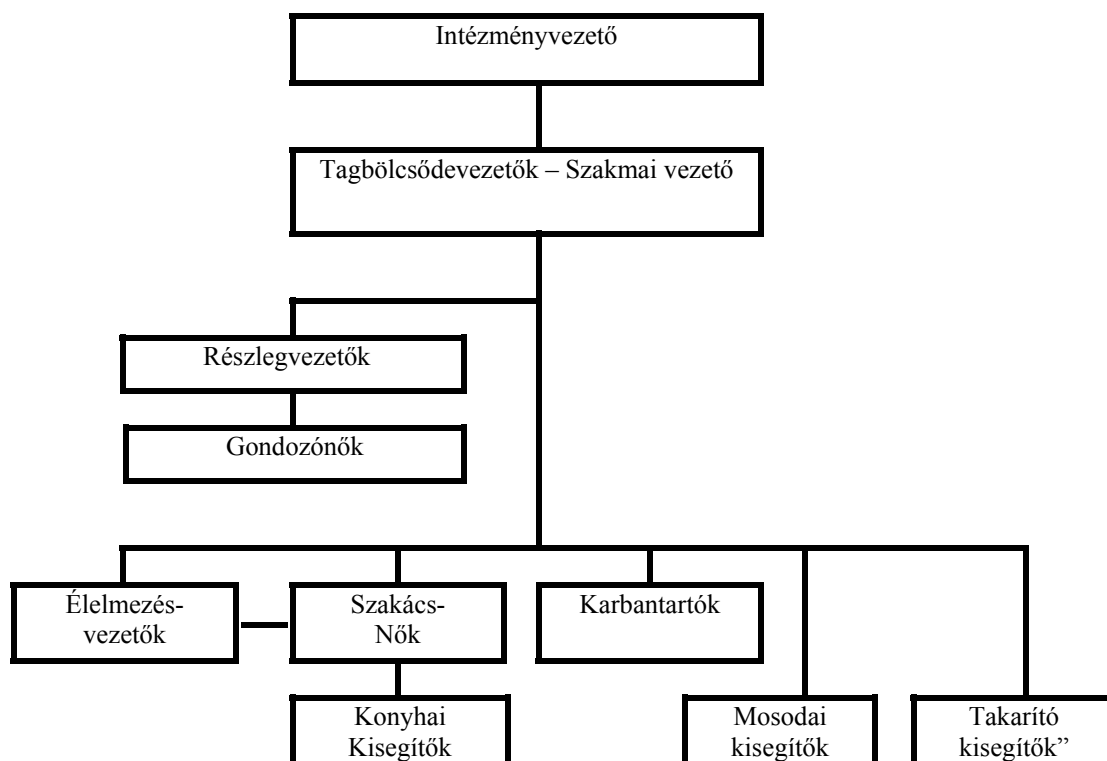 Intézményvezető
Tagbölcsődevezetők – Szakmai vezető
Részlegvezetők
Gondozónők
Élelmezés-
vezetők
Szakács-
Nők
Karbantartók
Konyhai
Kisegítők
Mosodai
kisegítők
Takarító
kisegítők”